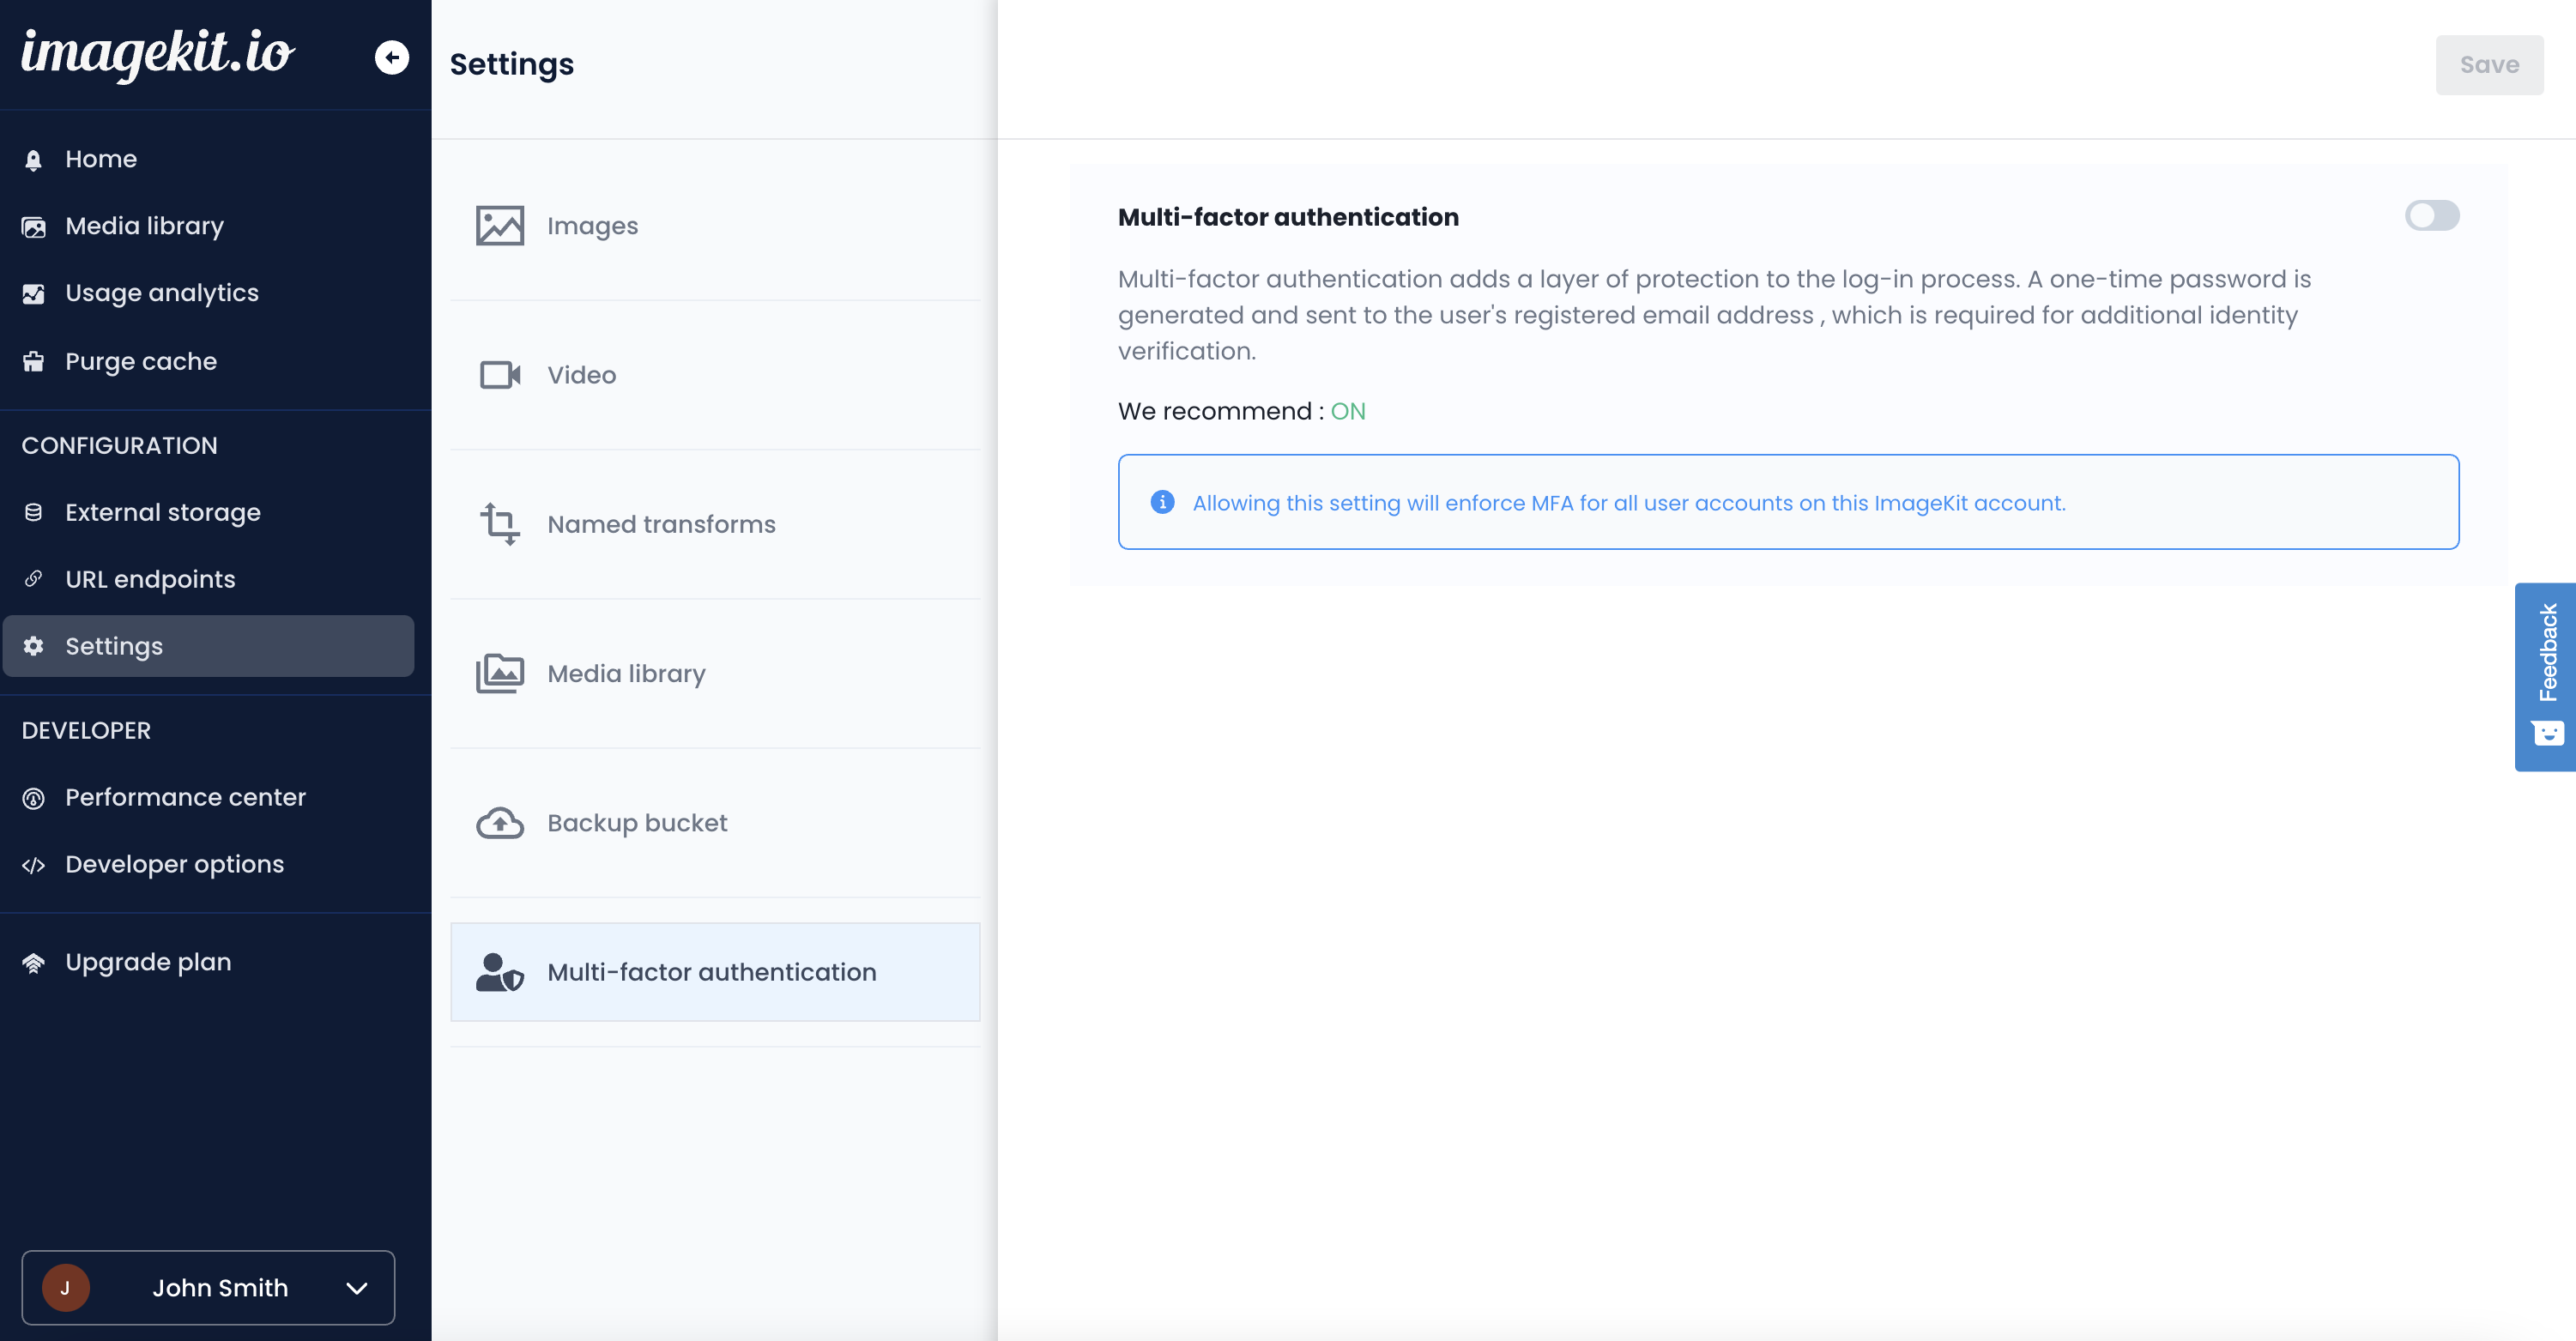 imagekit.io
Home
Media library
Usage analytics
Purge cache
CONFIGURATION
External storage
URL endpoints
Settings
DEVELOPER
Performance center
Developer options
Upgrade plan
J
John Smith
Settings
Images
Video
Named transforms
Media library
Backup bucket
Multi-factor authentication
Save
Multi-factor authentication
Multi-factor authentication adds a layer of protection to the log-in process. A one-time password is
generated and sent to the user's registered email address , which is required for additional identity
verification.
We recommend : ON
Allowing this setting will enforce MFA for all user accounts on this ImageKit account.
Feedback